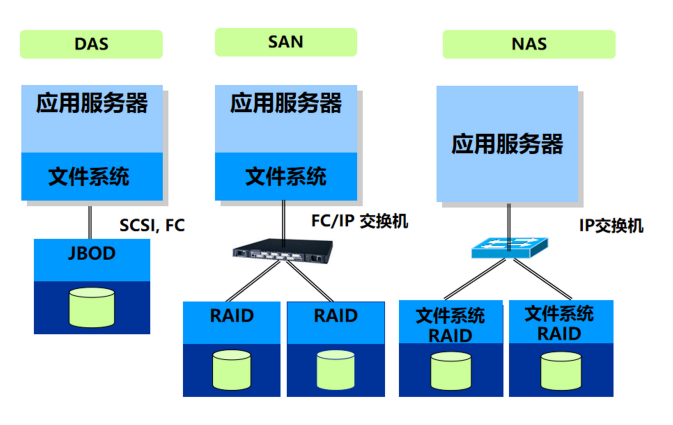 DAS
SAN
NAS
应用服务器
文件系统
应用服务器
文件系统
应用服务器
SCSI, FC
FC/IP 交换机
IP交换机
JBOD
RAID
RAID
文件系统
RAID
文件系统
RAID